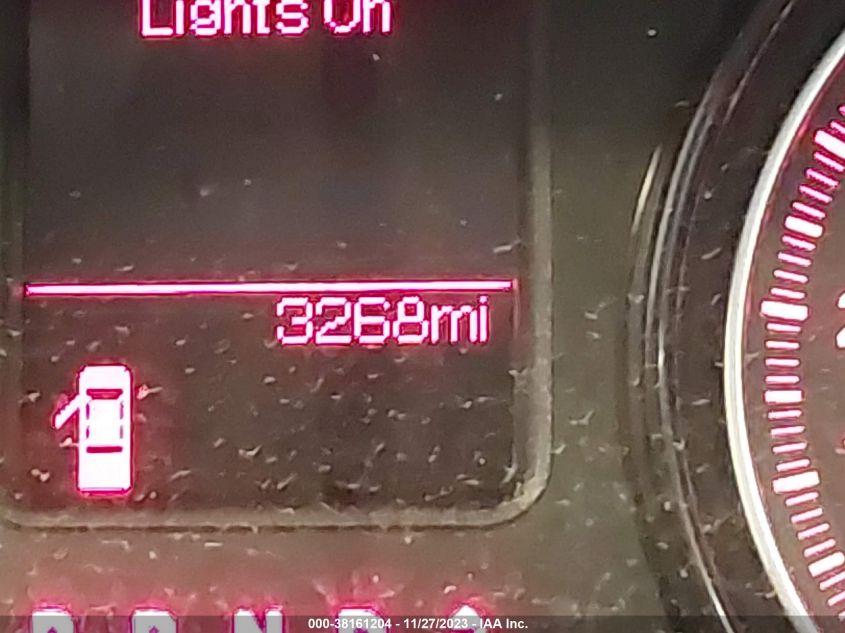 Lights On
3268mi
P R N D
000-38161204 - 11/27/2023 - IAA Inc.